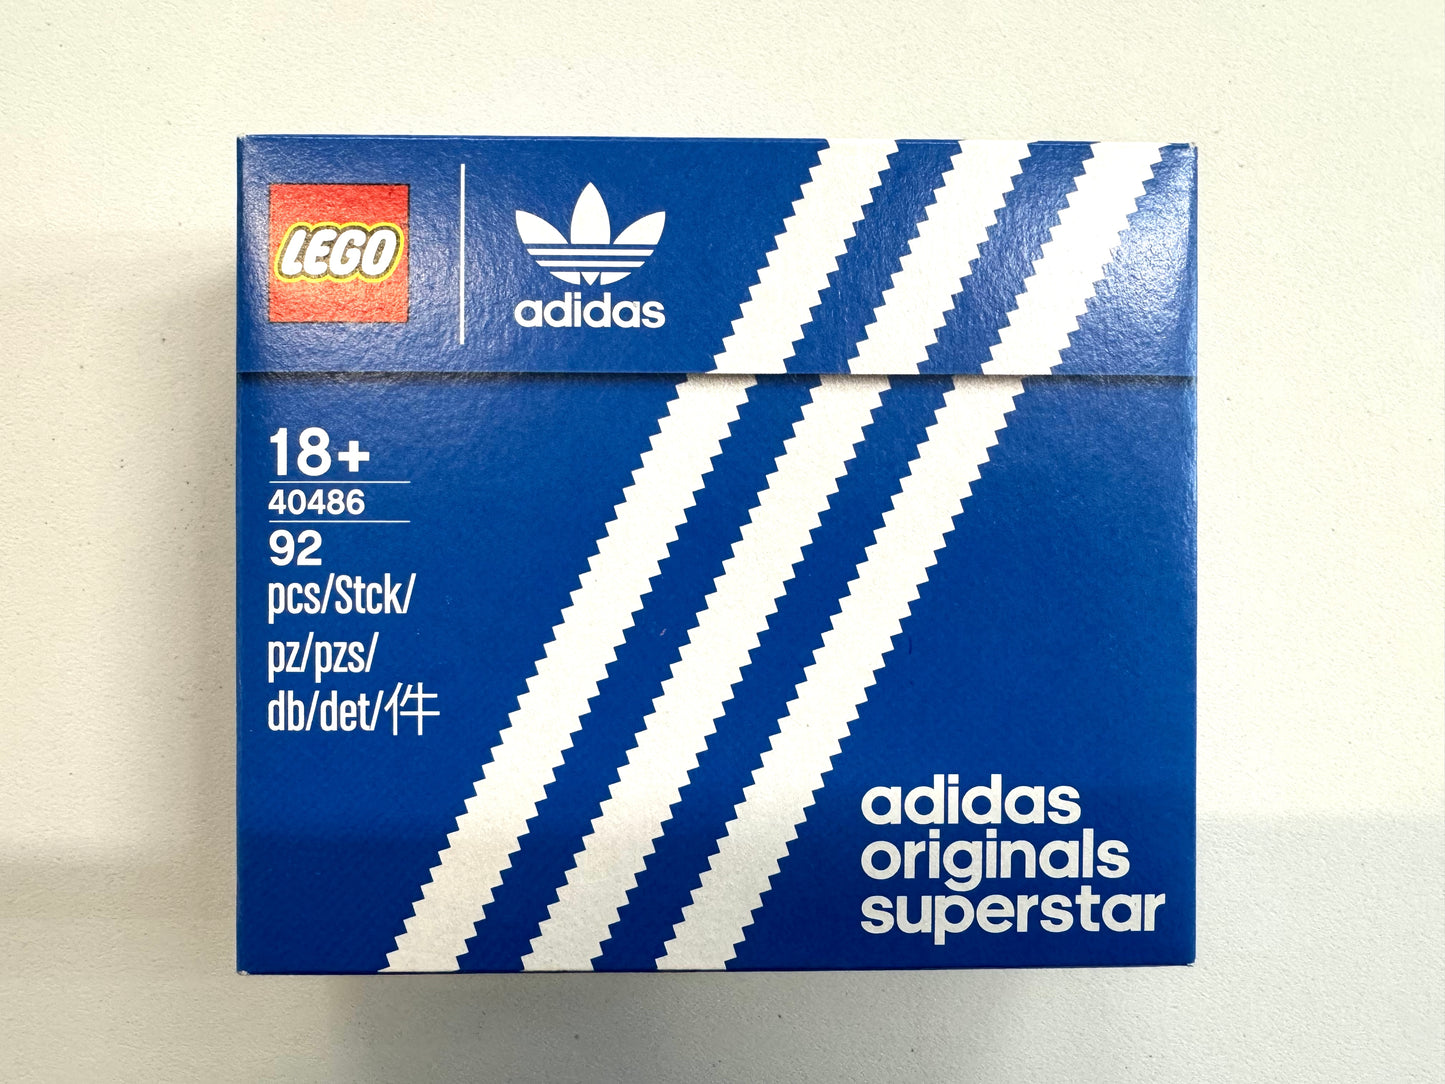 LEGO
adidas
18+
40486
92
pcs/Stck/
pz/pzs/
db/det/件
adidas
originals
superstar